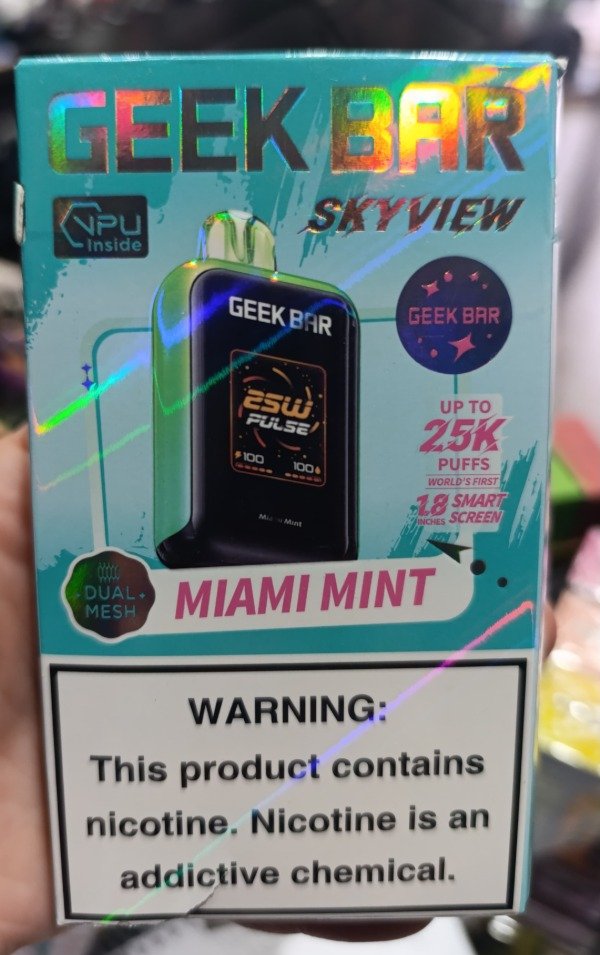 GEEK BAR
SKYVIEW
VPU
Inside
GEEK BAR
25W
PULSE
100
100
Miami Mint
GEEK BAR
UP TO
25K
PUFFS
WORLD'S FIRST
1.8 SMART
INCHES SCREEN
DUAL
MESH
MIAMI MINT
WARNING:
This product contains
nicotine. Nicotine is an
addictive chemical.